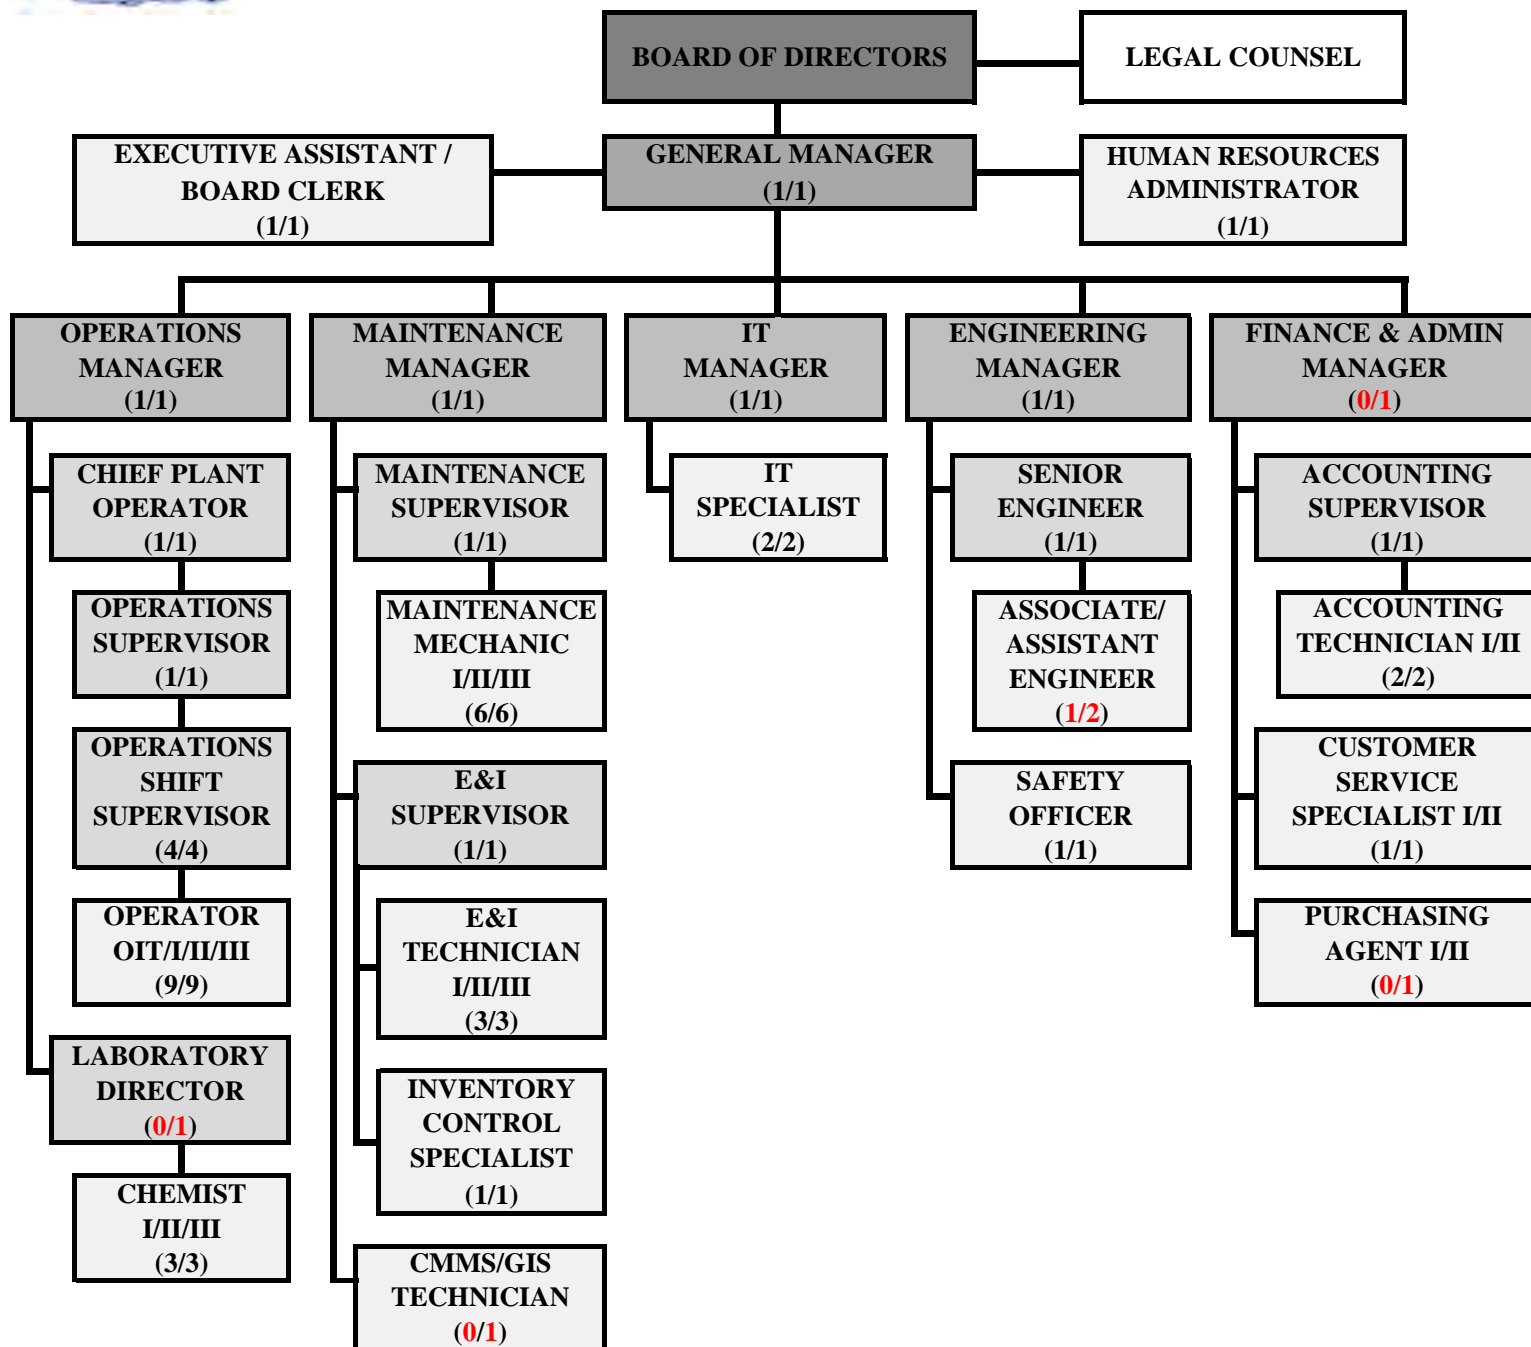 BOARD OF DIRECTORS
LEGAL COUNSEL
EXECUTIVE ASSISTANT /
BOARD CLERK
(1/1)
GENERAL MANAGER
(1/1)
HUMAN RESOURCES
ADMINISTRATOR
(1/1)
OPERATIONS
MANAGER
(1/1)
CHIEF PLANT
OPERATOR
(1/1)
OPERATIONS
SUPERVISOR
(1/1)
OPERATIONS
SHIFT
SUPERVISOR
(4/4)
OPERATOR
OIT/I/II/III
(9/9)
LABORATORY
DIRECTOR
(0/1)
CHEMIST
I/II/III
(3/3)
MAINTENANCE
MANAGER
(1/1)
MAINTENANCE
SUPERVISOR
(1/1)
MAINTENANCE
MECHANIC
I/II/III
(6/6)
E&I
SUPERVISOR
(1/1)
E&I
TECHNICIAN
I/II/III
(3/3)
INVENTORY
CONTROL
SPECIALIST
(1/1)
CMMS/GIS
TECHNICIAN
(0/1)
IT
MANAGER
(1/1)
IT
SPECIALIST
(2/2)
ENGINEERING
MANAGER
(1/1)
SENIOR
ENGINEER
(1/1)
ASSOCIATE/
ASSISTANT
ENGINEER
(1/2)
SAFETY
OFFICER
(1/1)
FINANCE & ADMIN
MANAGER
(0/1)
ACCOUNTING
SUPERVISOR
(1/1)
ACCOUNTING
TECHNICIAN I/II
(2/2)
CUSTOMER
SERVICE
SPECIALIST I/II
(1/1)
PURCHASING
AGENT I/II
(0/1)